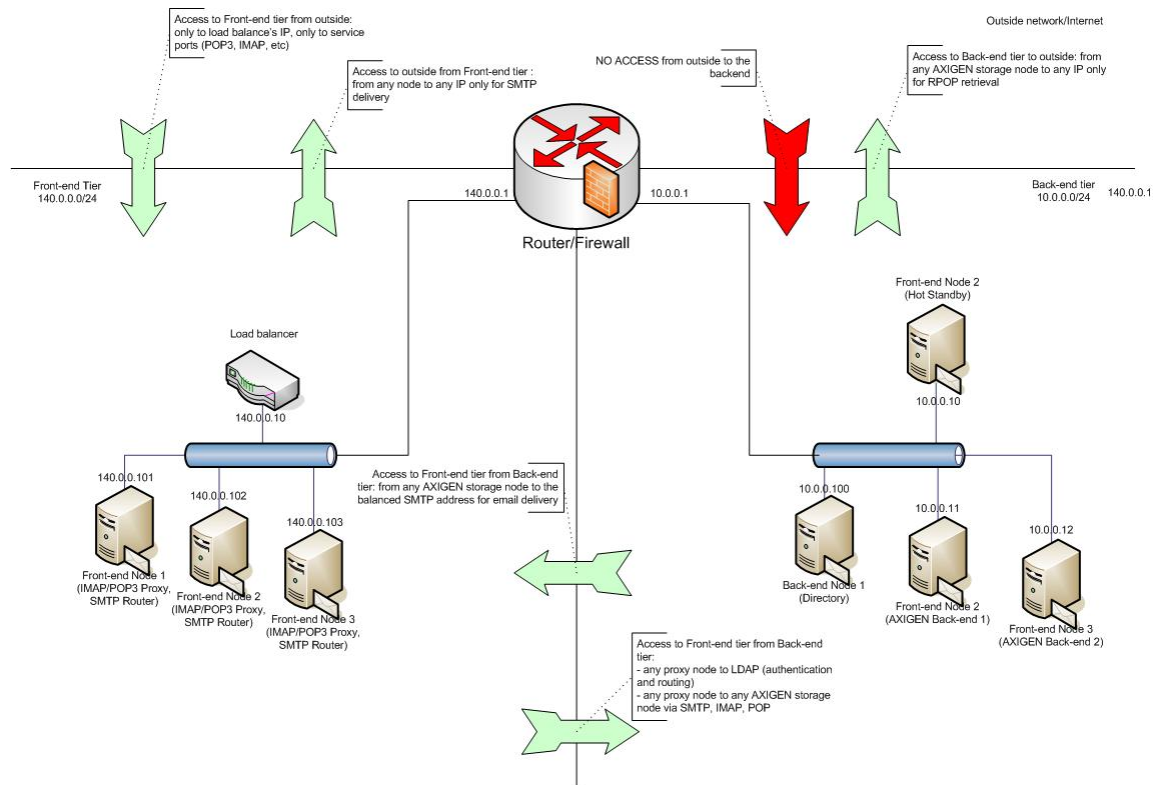 Access to Front-end tier from outside:
only to load balance's IP, only to service
ports (POP3, IMAP, etc)
Outside network/Internet
Access to outside from Front-end tier :
from any node to any IP only for SMTP
delivery
NO ACCESS from outside to the
backend
Access to Back-end tier to outside: from
any AXIGEN storage node to any IP only
for RPOP retrieval
Front-end Tier
140.0.0.0/24
140.0.0.1
10.0.0.1
Back-end tier
10.0.0.0/24
140.0.0.1
Router/Firewall
Load balancer
140.0.0.10
140.0.0.101
140.0.0.102
140.0.0.103
Front-end Node 1
(IMAP/POP3 Proxy,
SMTP Router)
Front-end Node 2
(IMAP/POP3 Proxy,
SMTP Router)
Front-end Node 3
(IMAP/POP3 Proxy,
SMTP Router)
Front-end Node 2
(Hot Standby)
10.0.0.10
10.0.0.100
10.0.0.11
10.0.0.12
Back-end Node 1
(Directory)
Front-end Node 2
(AXIGEN Back-end 1)
Front-end Node 3
(AXIGEN Back-end 2)
Access to Front-end tier from Back-end
tier: from any AXIGEN storage node to the
balanced SMTP address for email delivery
Access to Front-end tier from Back-end
tier:
- any proxy node to LDAP (authentication
and routing)
- any proxy node to any AXIGEN storage
node via SMTP, IMAP, POP